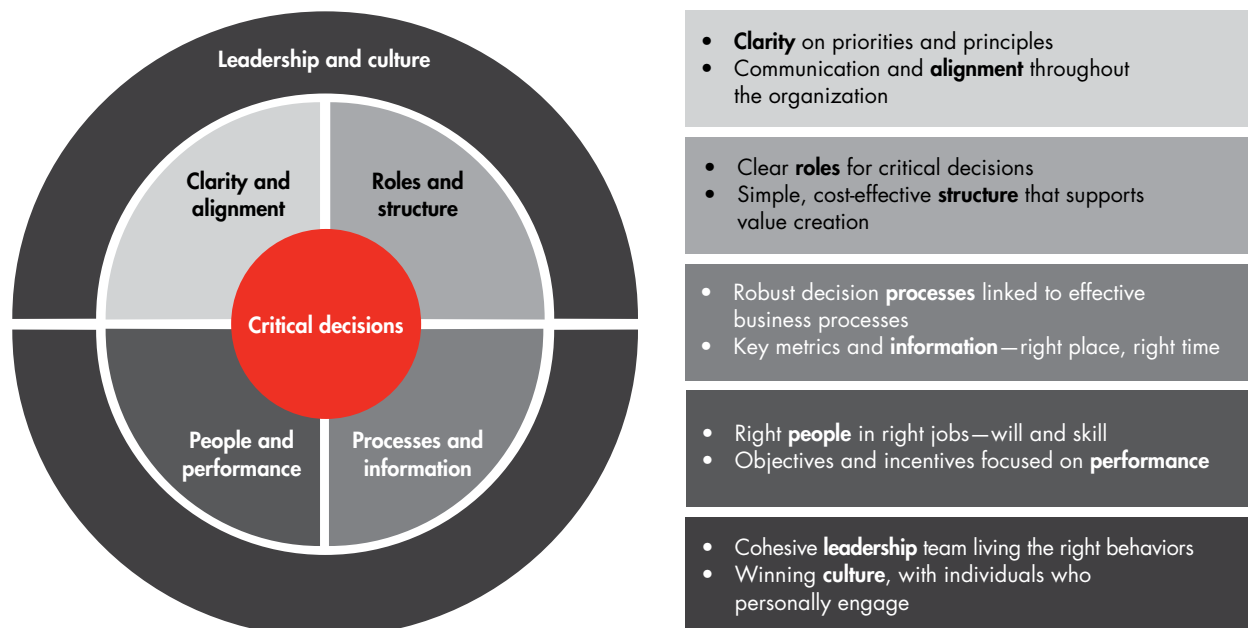 Leadership and culture
Clarity and
alignment
Roles and
structure
Critical decisions
People and
performance
Processes and
information
• Clarity on priorities and principles
• Communication and alignment throughout
the organization
• Clear roles for critical decisions
• Simple, cost-effective structure that supports
value creation
• Robust decision processes linked to effective
business processes
• Key metrics and information—right place, right time
• Right people in right jobs—will and skill
• Objectives and incentives focused on performance
• Cohesive leadership team living the right behaviors
• Winning culture, with individuals who
personally engage